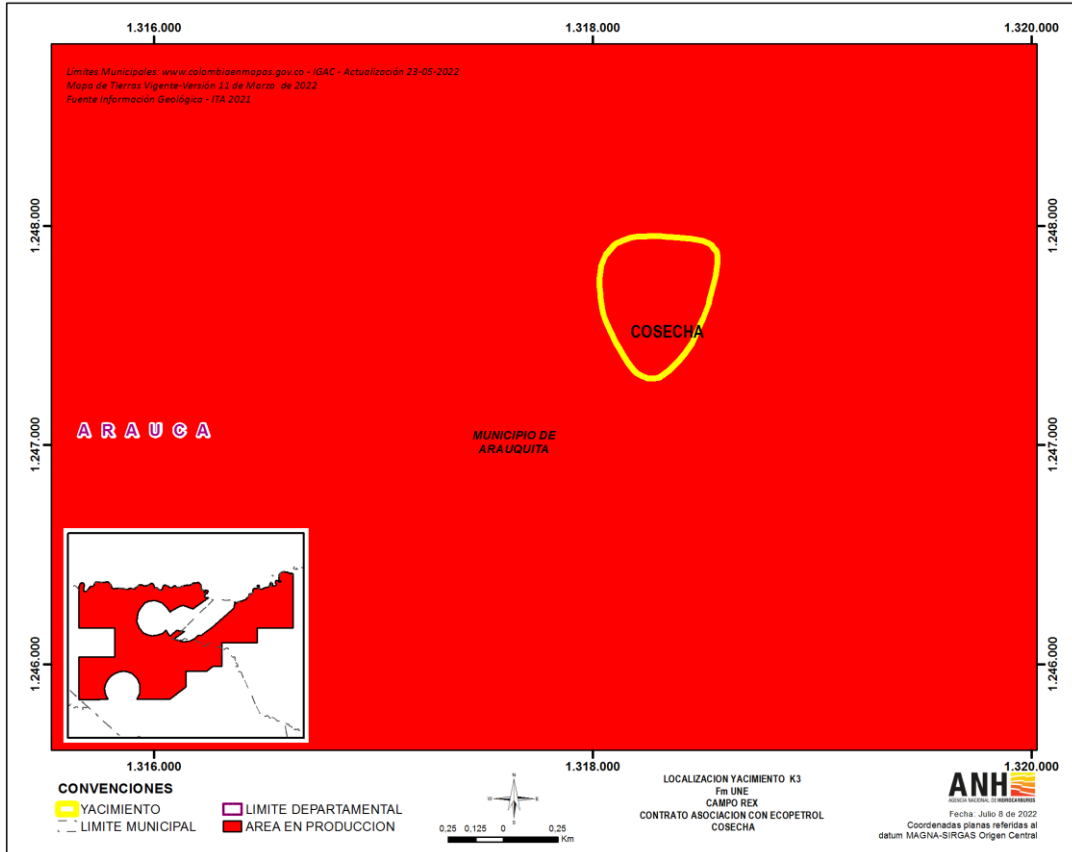 1.316.000
1.318.000
1.320.000
Límites Municipales: www.colombiaenmapas.gov.co - IGAC - Actualización 23-05-2022
Mapa de Tierras Vigente-Versión 11 de Marzo de 2022
Fuente Información Geológica - ITA 2021
1.248.000
1.248.000
COSECHA
ARAUCA
MUNICIPIO DE
ARAUQUITA
1.247.000
1.247.000
1.246.000
1.246.000
1.316.000
1.318.000
1.320.000
CONVENCIONES
YACIMIENTO
LIMITE DEPARTAMENTAL
LIMITE MUNICIPAL
AREA EN PRODUCCION
N
W
E
S
0,25 0,125 0 0,25
Km
LOCALIZACION YACIMIENTO K3
Fm UNE
CAMPO REX
CONTRATO ASOCIACION CON ECOPETROL
COSECHA
ANH
AGENCIA NACIONAL DE HIDROCARBUROS
Fecha: Julio 8 de 2022
Coordenadas planas referidas al
datum MAGNA-SIRGAS Origen Central